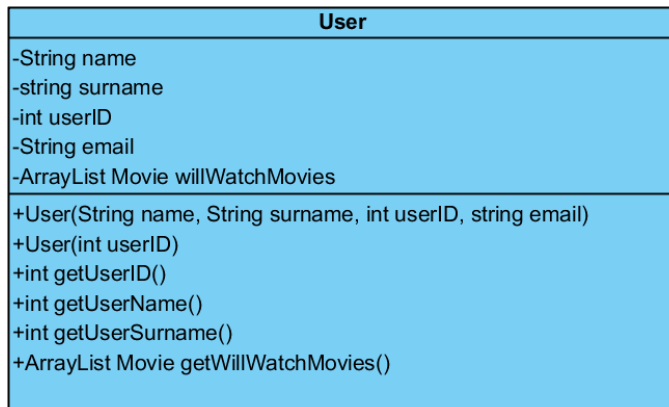 User
-String name
-string surname
-int userID
-String email
-ArrayList Movie willWatchMovies
+User(String name, String surname, int userID, string email)
+User(int userID)
+int getUserID()
+int getUserName()
+int getUserSurname()
+ArrayList Movie getWillWatchMovies()